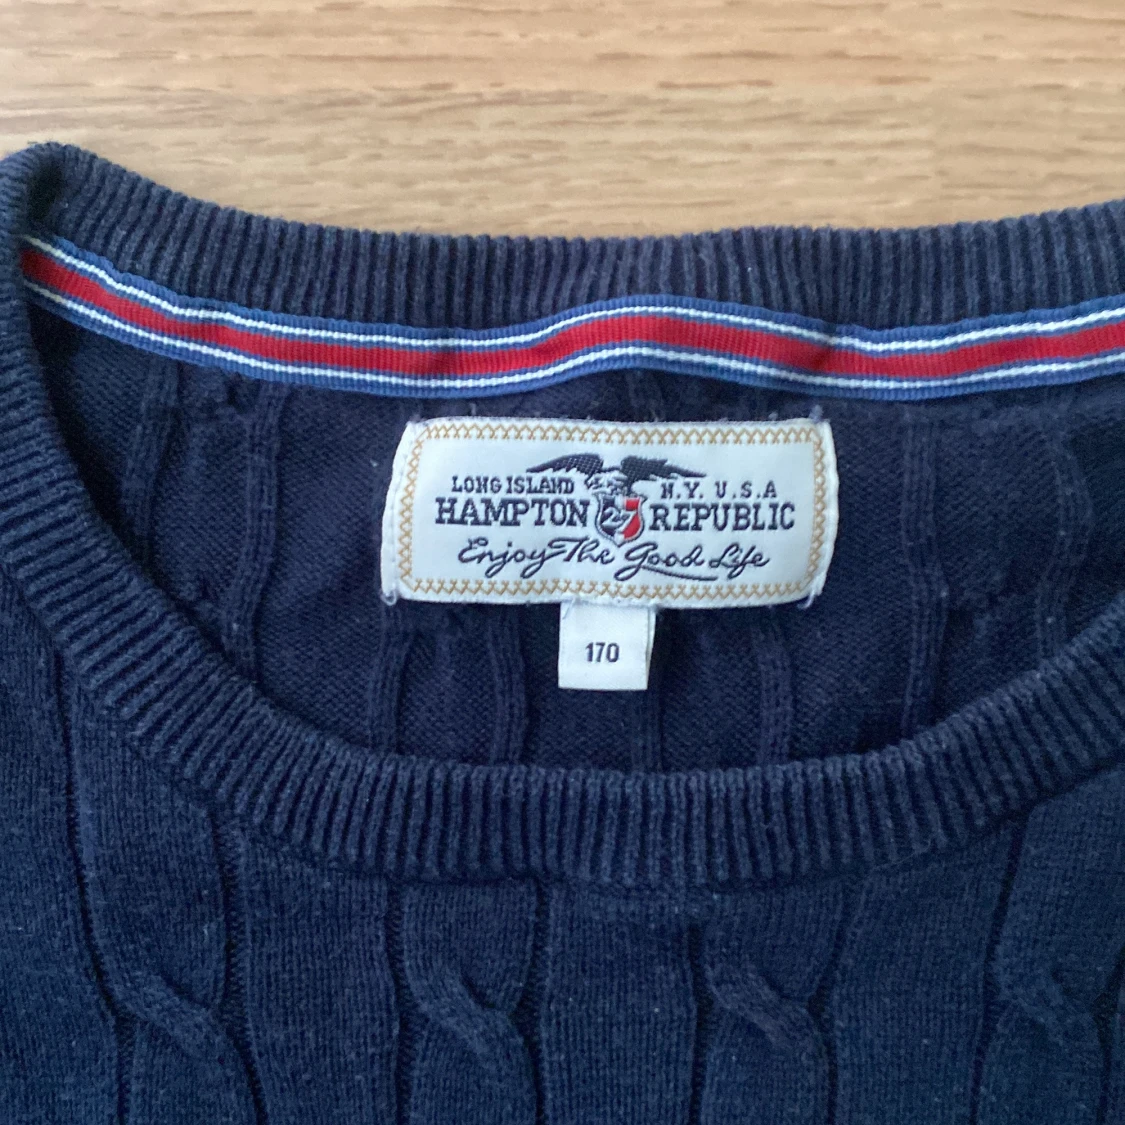 LONG ISLAND N.Y. U.S.A
HAMPTON 27 REPUBLIC
Enjoy The Good Life
170